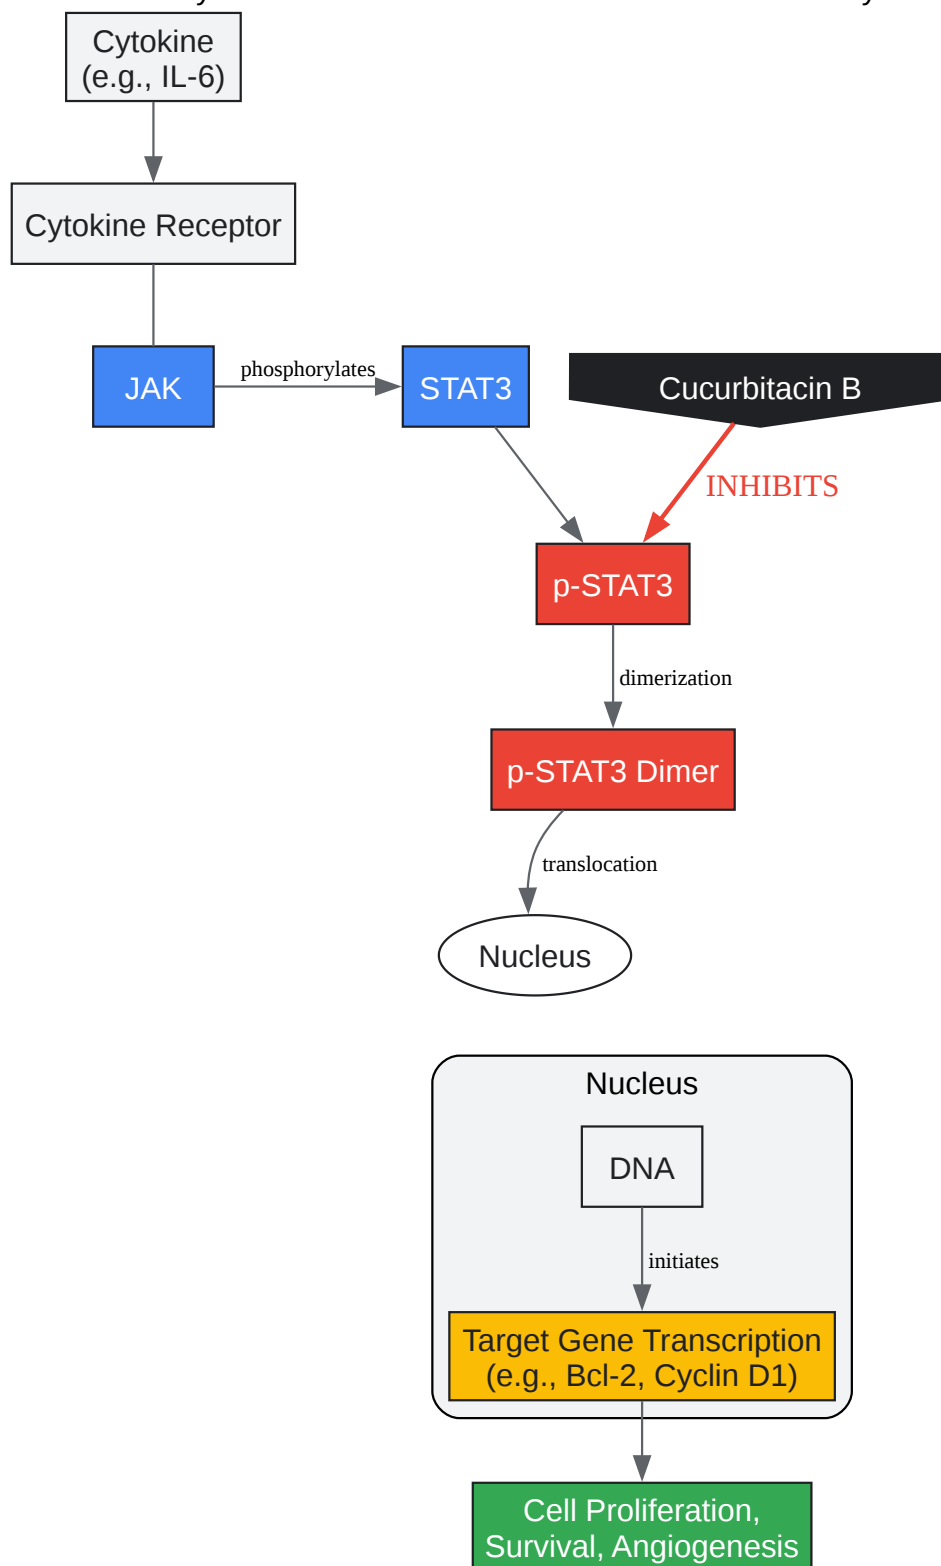 Cytokine
(e.g., IL-6)
Cytokine Receptor
JAK
phosphorylates
STAT3
Cucurbitacin B
INHIBITS
p-STAT3
dimerization
p-STAT3 Dimer
translocation
Nucleus
Nucleus
DNA
initiates
Target Gene Transcription
(e.g., Bcl-2, Cyclin D1)
Cell Proliferation,
Survival, Angiogenesis